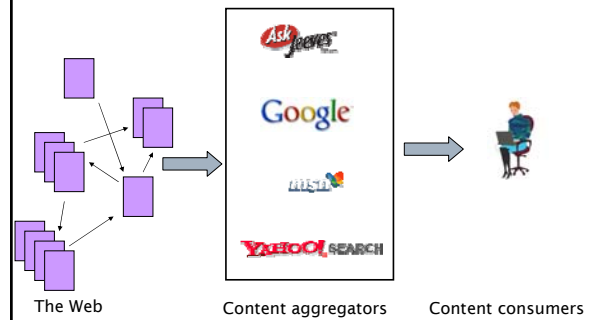 Ask
Jeeves
Google
msn
YAHOO! SEARCH
The Web
Content aggregators
Content consumers